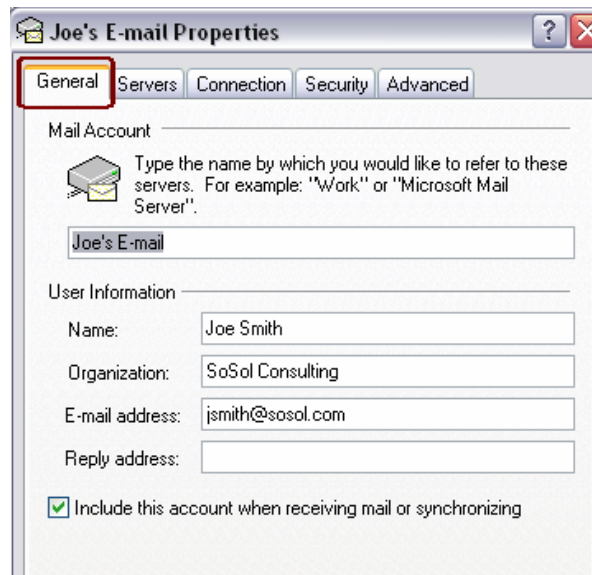 Joe's E-mail Properties
General Servers Connection Security Advanced
Mail Account
Type the name by which you would like to refer to these
servers. For example: "Work" or "Microsoft Mail
Server".
Joe's E-mail
User Information
Name: Joe Smith
Organization: SoSol Consulting
E-mail address: jsmith@sosol.com
Reply address:
Include this account when receiving mail or synchronizing